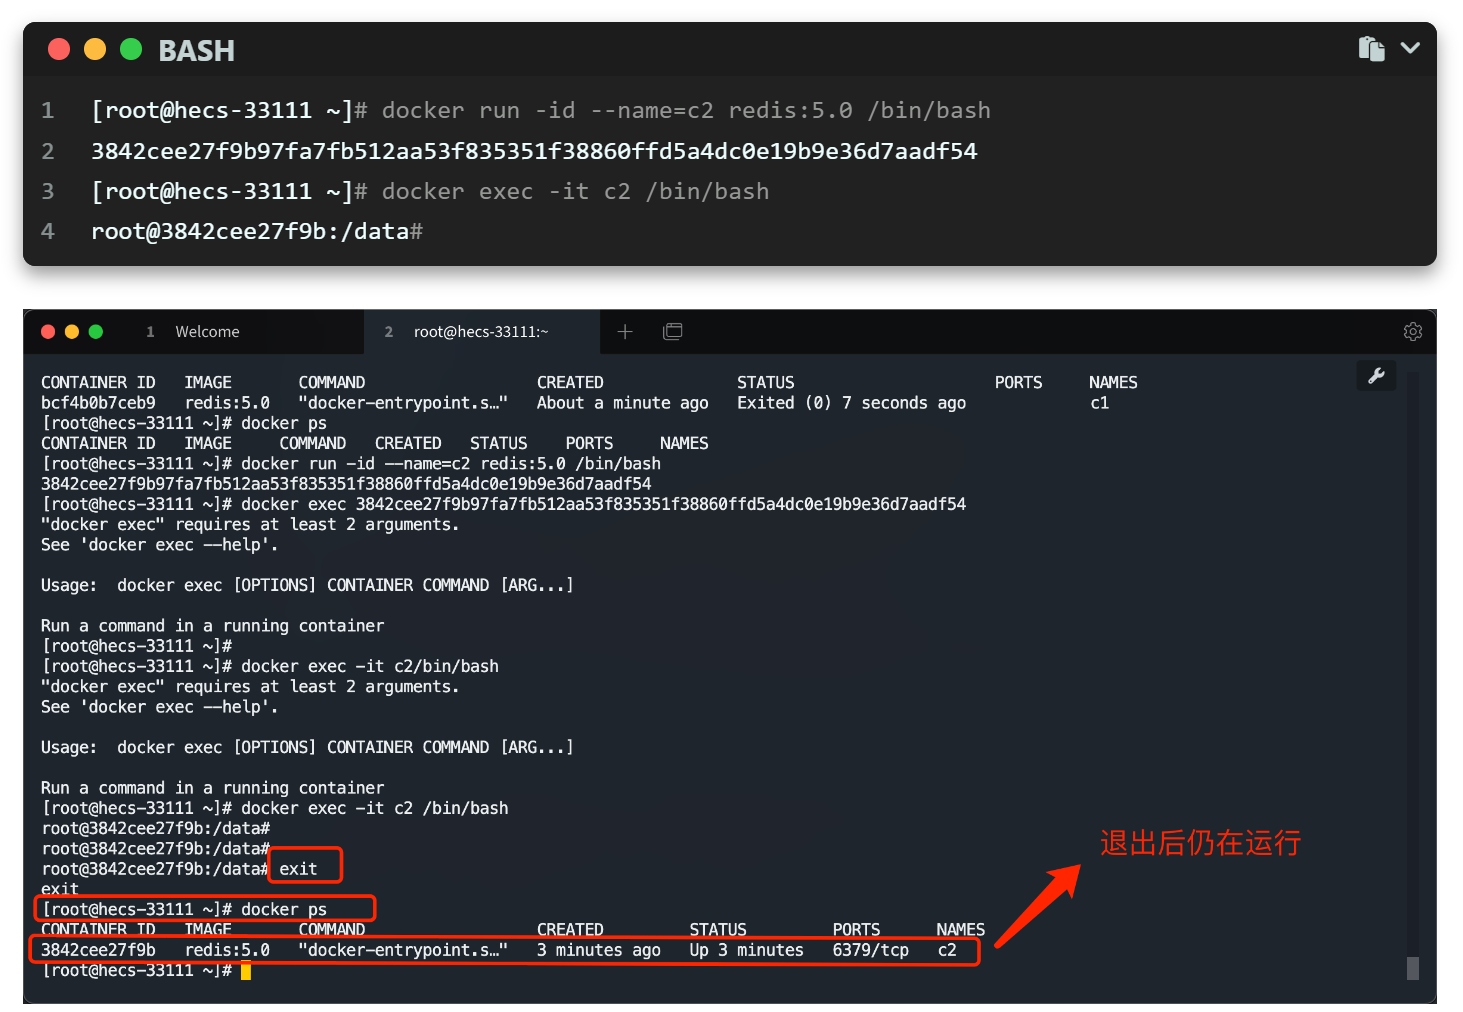 BASH
1 [root@hecs-33111 ~]# docker run -id --name=c2 redis:5.0 /bin/bash
2 3842cee27f9b97fa7fb512aa53f835351f38860ffd5a4dc0e19b9e36d7aadf54
3 [root@hecs-33111 ~]# docker exec -it c2 /bin/bash
4 root@3842cee27f9b:/data#
1 Welcome 2 root@hecs-33111:~
CONTAINER ID IMAGE COMMAND CREATED STATUS PORTS NAMES
bcf4b0b7ceb9 redis:5.0 "docker-entrypoint.s…" About a minute ago Exited (0) 7 seconds ago c1
[root@hecs-33111 ~]# docker ps
CONTAINER ID IMAGE COMMAND CREATED STATUS PORTS NAMES
[root@hecs-33111 ~]# docker run -id --name=c2 redis:5.0 /bin/bash
3842cee27f9b97fa7fb512aa53f835351f38860ffd5a4dc0e19b9e36d7aadf54
[root@hecs-33111 ~]# docker exec 3842cee27f9b97fa7fb512aa53f835351f38860ffd5a4dc0e19b9e36d7aadf54
"docker exec" requires at least 2 arguments.
See 'docker exec --help'.
Usage: docker exec [OPTIONS] CONTAINER COMMAND [ARG...]
Run a command in a running container
[root@hecs-33111 ~]#
[root@hecs-33111 ~]# docker exec -it c2/bin/bash
"docker exec" requires at least 2 arguments.
See 'docker exec --help'.
Usage: docker exec [OPTIONS] CONTAINER COMMAND [ARG...]
Run a command in a running container
[root@hecs-33111 ~]# docker exec -it c2 /bin/bash
root@3842cee27f9b:/data#
root@3842cee27f9b:/data#
root@3842cee27f9b:/data# exit
exit
[root@hecs-33111 ~]# docker ps
CONTAINER ID IMAGE COMMAND CREATED STATUS PORTS NAMES
3842cee27f9b redis:5.0 "docker-entrypoint.s…" 3 minutes ago Up 3 minutes 6379/tcp c2
[root@hecs-33111 ~]#
退出后仍在运行